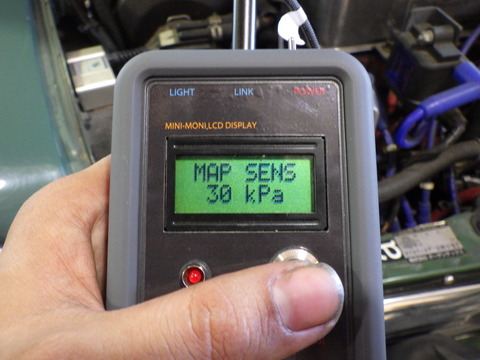 LIGHT LINK POWER
MINI-MONI,LCD DISPLAY
MAP SENS
30 kPa